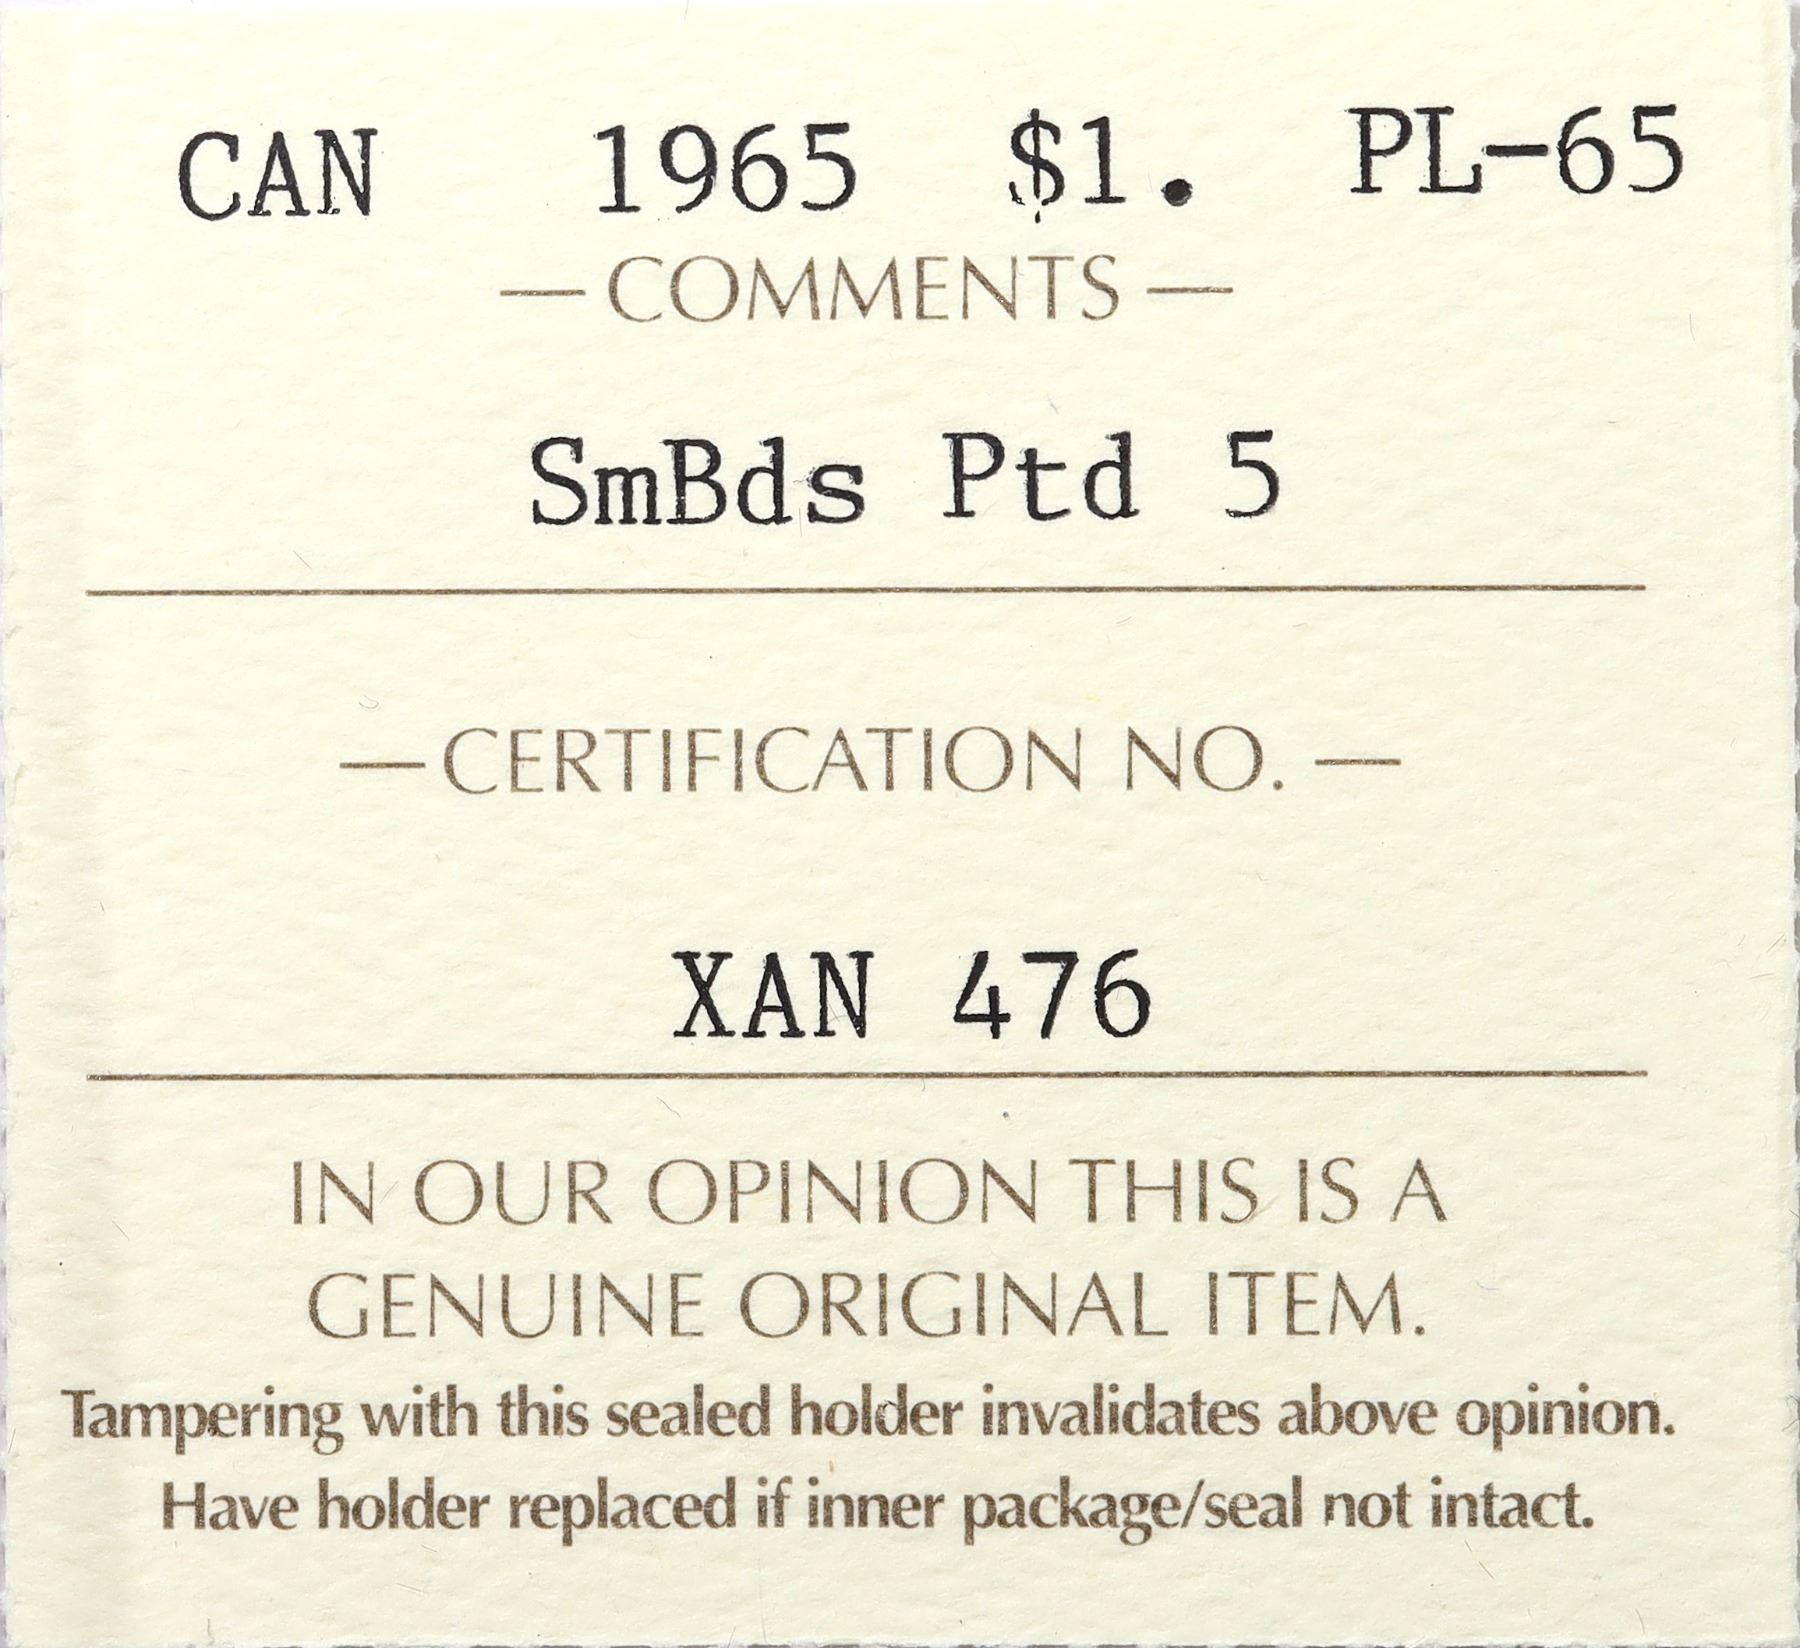 CAN 1965 $1. PL-65
— COMMENTS —
SmBds Ptd 5
— CERTIFICATION NO. —
XAN 476
IN OUR OPINION THIS IS A
GENUINE ORIGINAL ITEM.
Tampering with this sealed holder invalidates above opinion.
Have holder replaced if inner package/seal not intact.